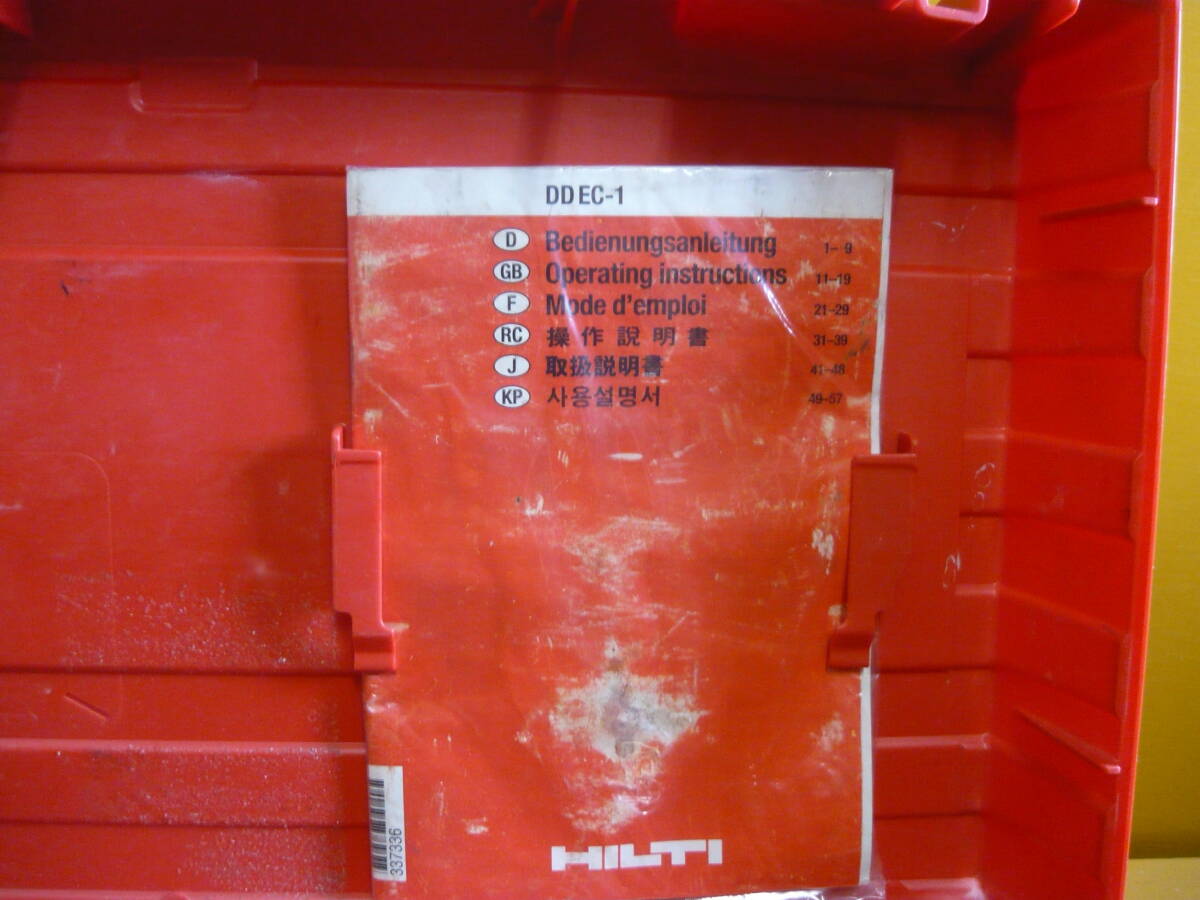 DD EC-1
D Bedienungsanleitung 1–9
GB Operating instructions 11–19
F Mode d'emploi 21–29
RC 操作說明書 31–39
J 取扱説明書 41–48
KP 사용설명서 49–57
337336
HILTI